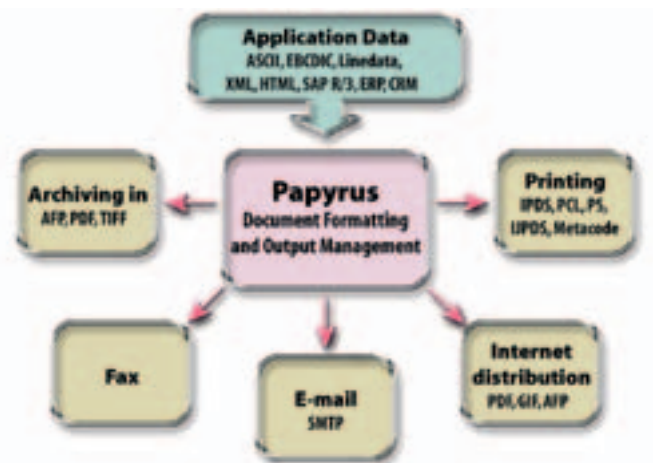 Application Data
ASCII, EBCDIC, Linedata,
XML, HTML, SAP R/3, ERP, CRM
Archiving in
AFP, PDF, TIFF
Papyrus
Document Formatting
and Output Management
Printing
IPDS, PCL, PS,
IJPDS, Metacode
Fax
E-mail
SMTP
Internet
distribution
PDF, GIF, AFP